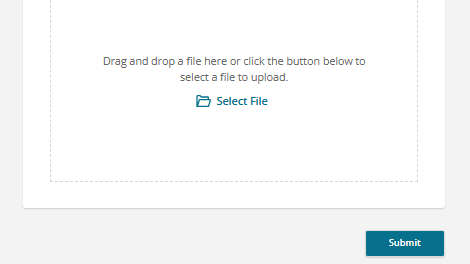 Drag and drop a file here or click the button below to
select a file to upload.
Select File
Submit